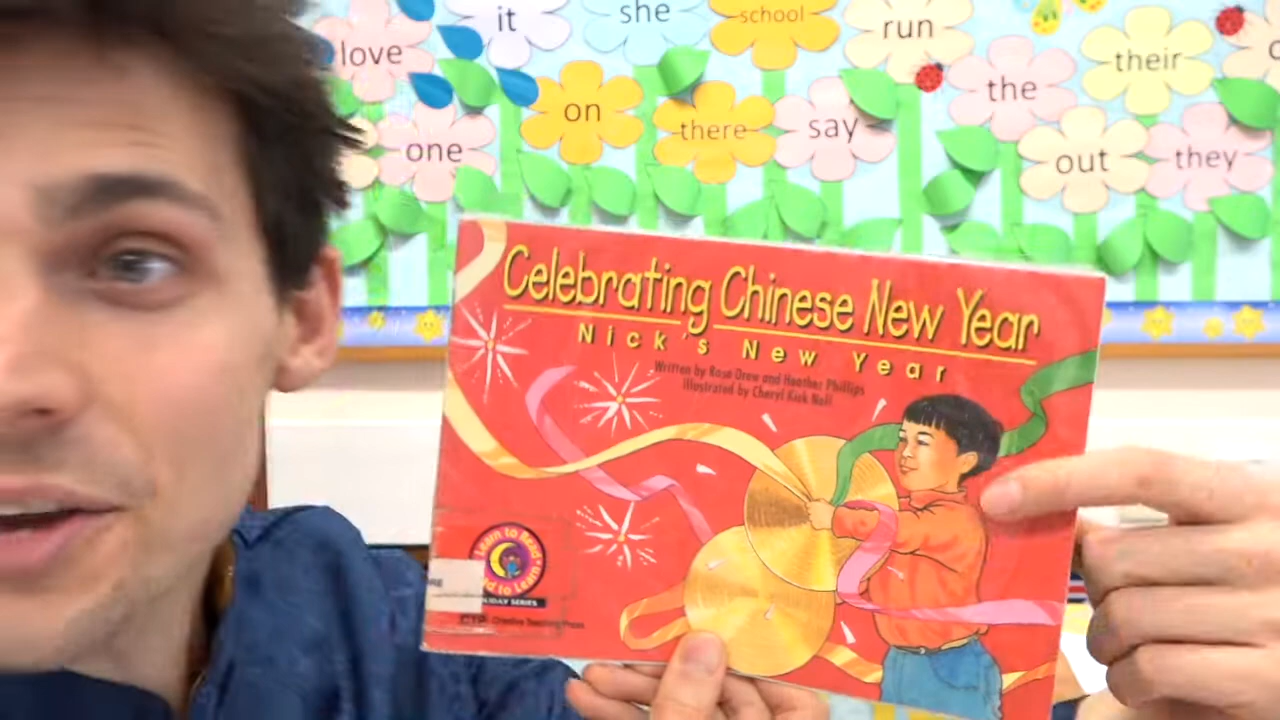 love
it
she
school
run
their
on
there
say
the
one
out
they
Celebrating Chinese New Year
Nick's New Year
Written by Rosa Drew and Heather Phillips
Illustrated by Cheryl Kirk Noll
Learn to Read
Read to Learn
HOLIDAY SERIES
CTP Creative Teaching Press